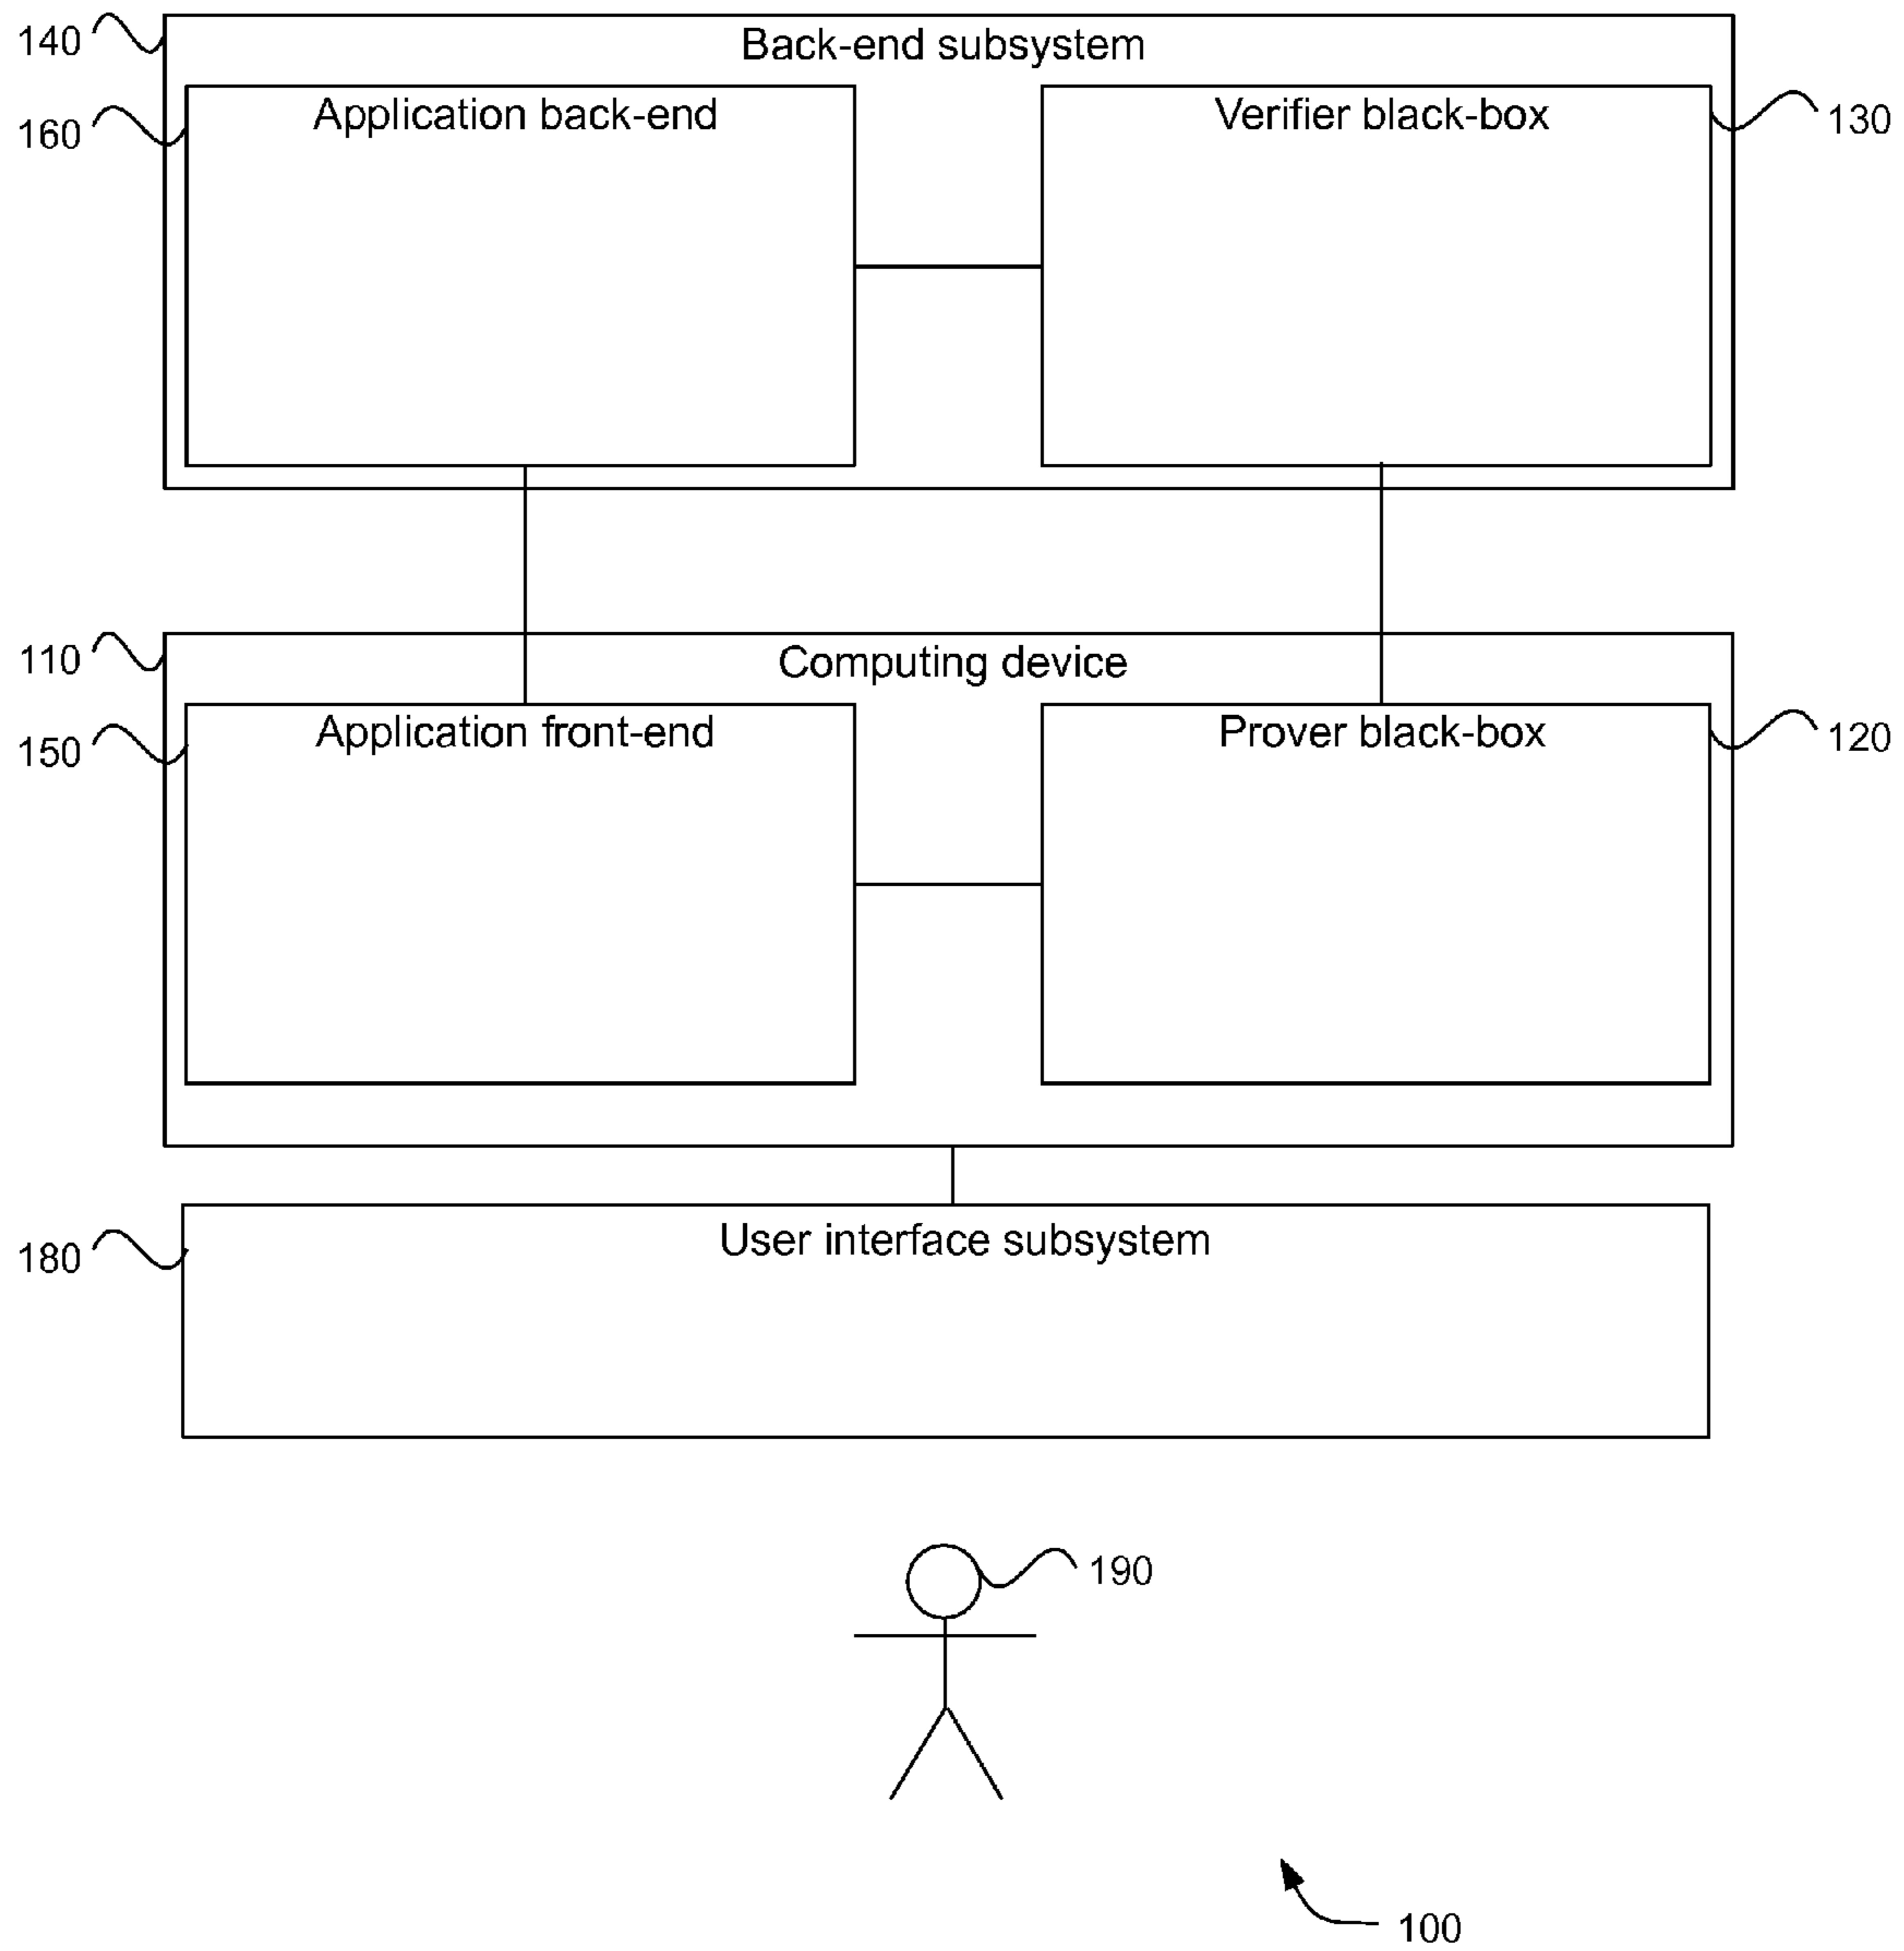 140
Back-end subsystem
160
Application back-end
Verifier black-box
130
110
Computing device
150
Application front-end
Prover black-box
120
180
User interface subsystem
190
100